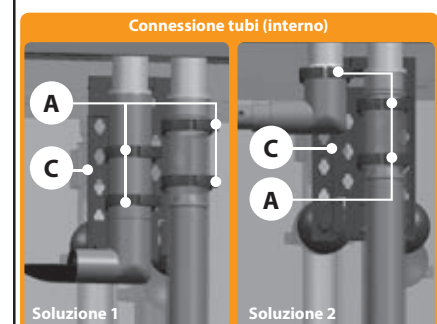 Connessione tubi (interno)
A
C
Soluzione 1
C
A
Soluzione 2